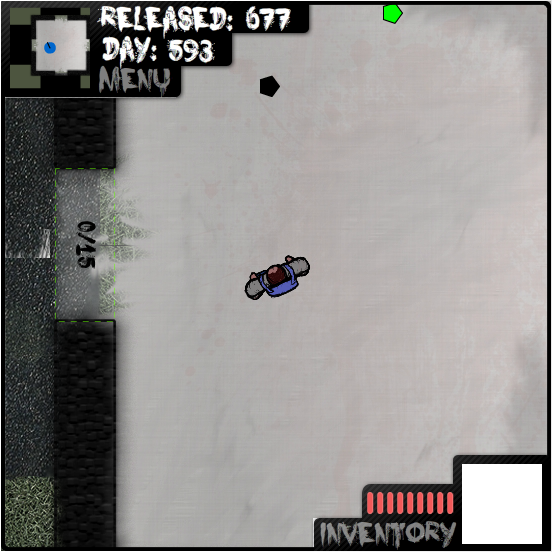 RELEASED: 677
DAY: 593
MENU
0/15
INVENTORY